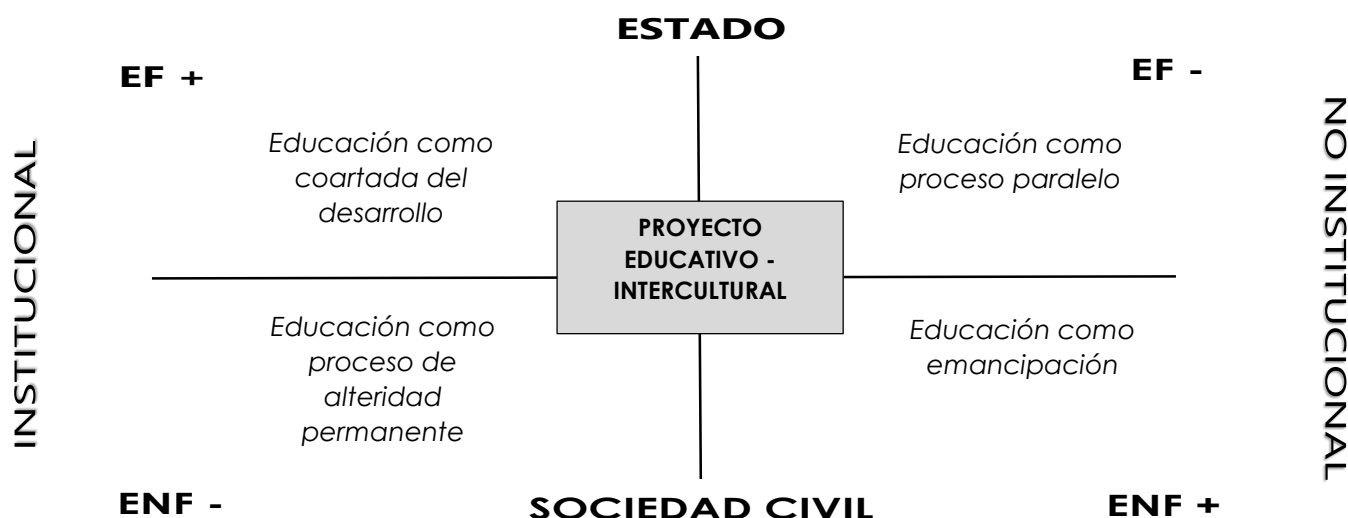 ESTADO
EF +
EF -
INSTITUCIONAL
NO INSTITUCIONAL
Educación como
coartada del
desarrollo
Educación como
proceso paralelo
PROYECTO
EDUCATIVO -
INTERCULTURAL
Educación como
proceso de
alteridad
permanente
Educación como
emancipación
ENF -
SOCIEDAD CIVIL
ENF +